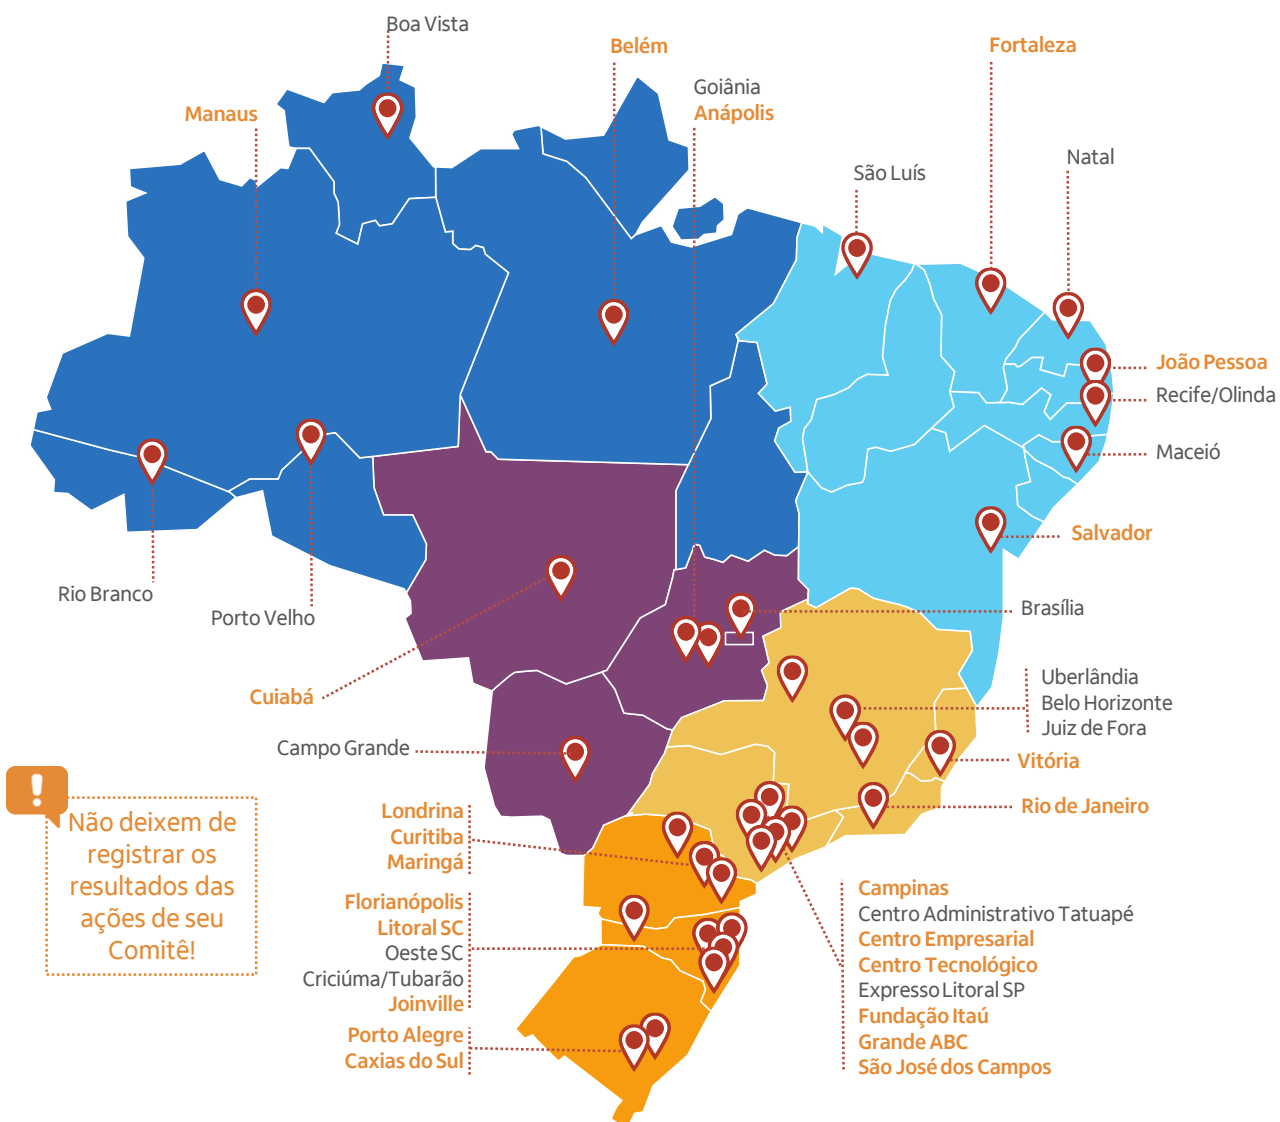 Boa Vista
Belém
Fortaleza
Goiânia
Anápolis
Manaus
Natal
São Luís
João Pessoa
Recife/Olinda
Maceió
Salvador
Rio Branco
Porto Velho
Brasília
Cuiabá
Uberlândia
Belo Horizonte
Juiz de Fora
Campo Grande
Vitória
Rio de Janeiro
!
Não deixem de
registrar os
resultados das
ações de seu
Comitê!
Londrina
Curitiba
Maringá
Florianópolis
Litoral SC
Oeste SC
Criciúma/Tubarão
Joinville
Porto Alegre
Caxias do Sul
Campinas
Centro Administrativo Tatuapé
Centro Empresarial
Centro Tecnológico
Expresso Litoral SP
Fundação Itaú
Grande ABC
São José dos Campos